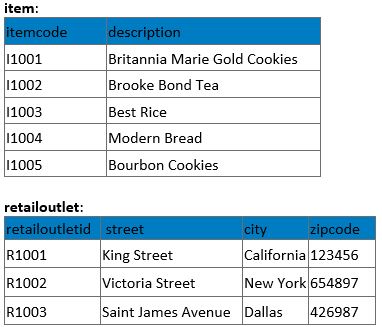 item:
itemcode description
I1001 Britannia Marie Gold Cookies
I1002 Brooke Bond Tea
I1003 Best Rice
I1004 Modern Bread
I1005 Bourbon Cookies
retailoutlet:
retailoutletid street city zipcode
R1001 King Street California 123456
R1002 Victoria Street New York 654897
R1003 Saint James Avenue Dallas 426987